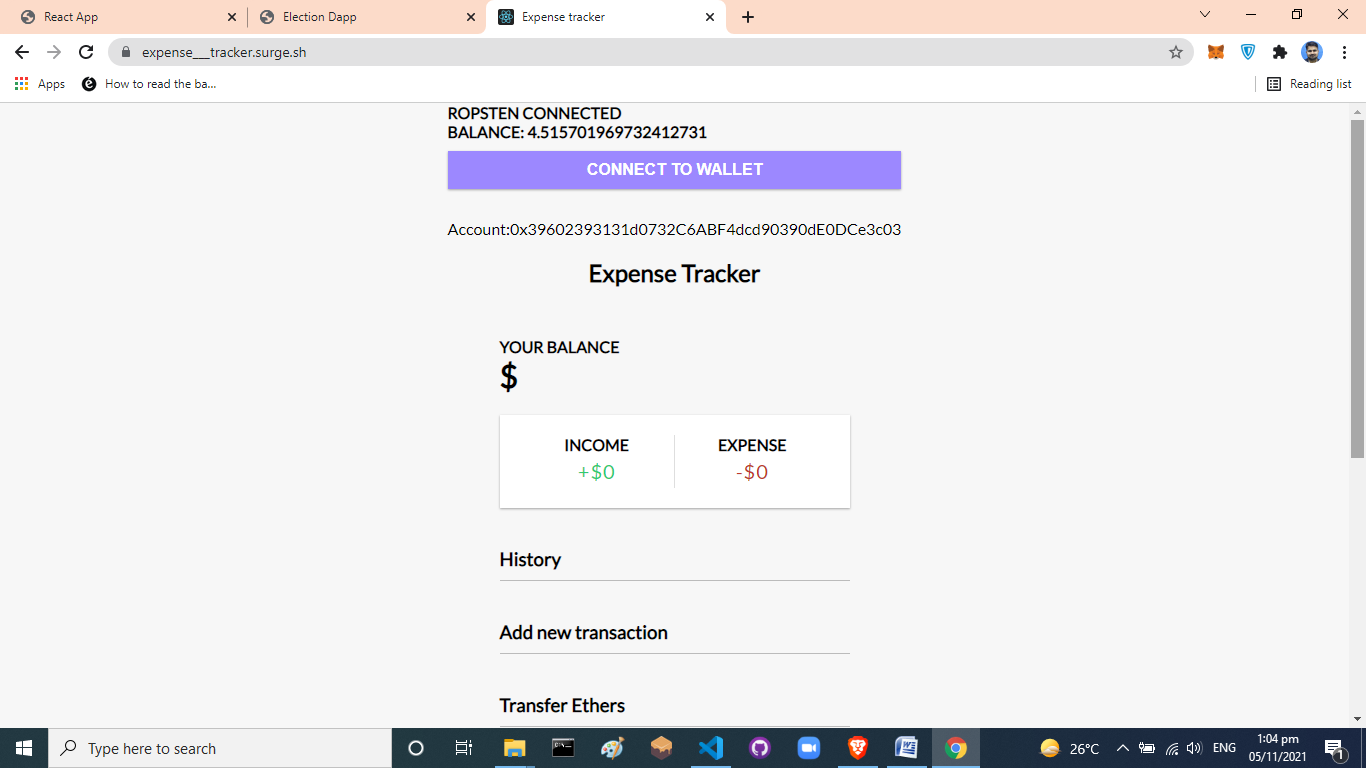 React App
Election Dapp
Expense tracker
expense___tracker.surge.sh
Apps
How to read the ba...
Reading list
ROPSTEN CONNECTED
BALANCE: 4.515701969732412731
CONNECT TO WALLET
Account:0x39602393131d0732C6ABF4dcd90390dE0DCe3c03
Expense Tracker
YOUR BALANCE
$
INCOME EXPENSE
+$0 -$0
History
Add new transaction
Transfer Ethers
Type here to search
26°C
ENG
1:04 pm
05/11/2021
1